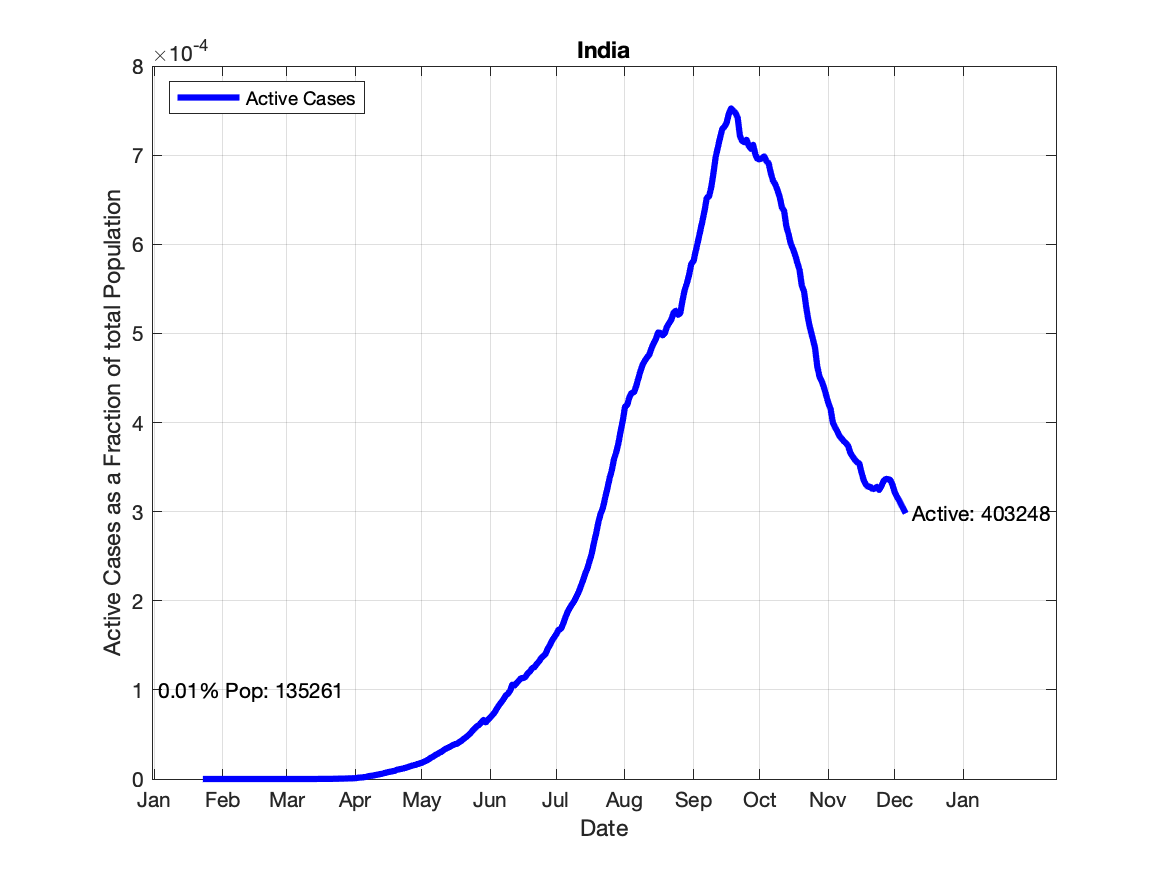 India
×10^-4
Active Cases
8
7
6
5
4
3
2
1
0
Active Cases as a Fraction of total Population
Active: 403248
0.01% Pop: 135261
Jan Feb Mar Apr May Jun Jul Aug Sep Oct Nov Dec Jan
Date